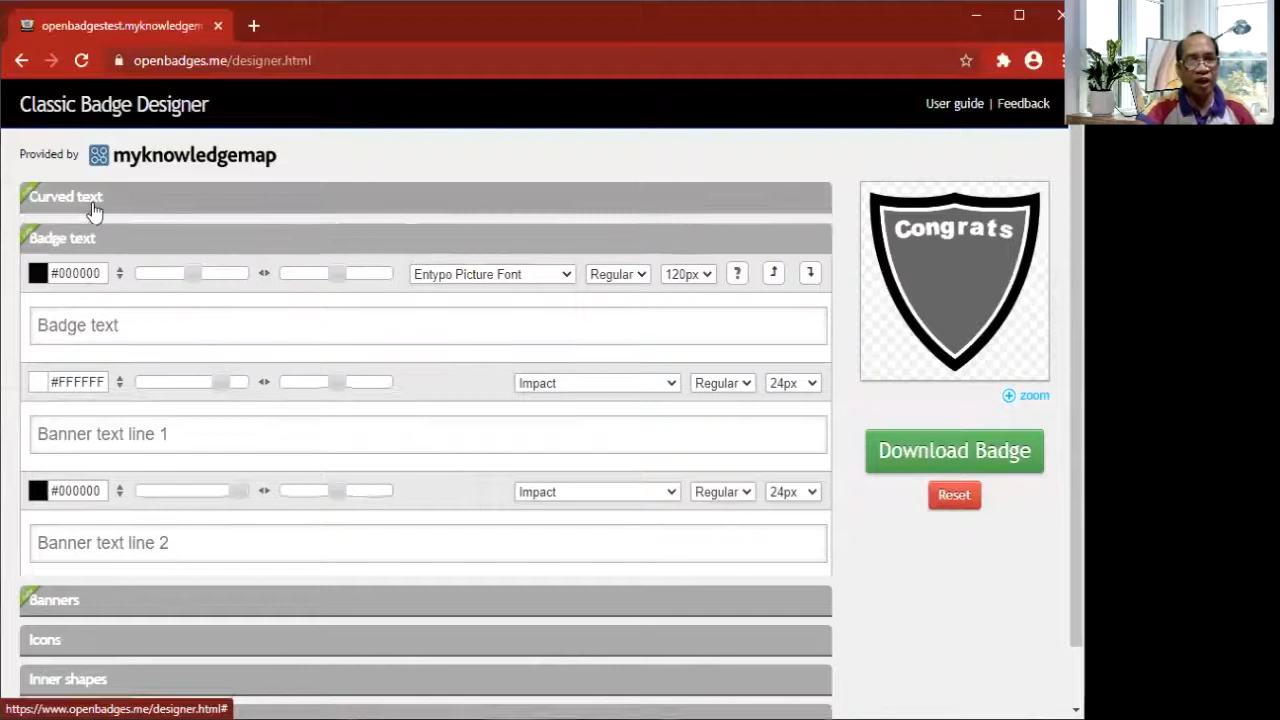 openbadgestest.myknowledgem
openbadges.me/designer.html
Classic Badge Designer
User guide | Feedback
Provided by myknowledgemap
Curved text
Badge text
#000000 Entypo Picture Font Regular 120px ?
Badge text
#FFFFFF Impact Regular 24px
Banner text line 1
#000000 Impact Regular 24px
Banner text line 2
Banners
Icons
Inner shapes
Congrats
zoom
Download Badge
Reset
https://www.openbadges.me/designer.html#